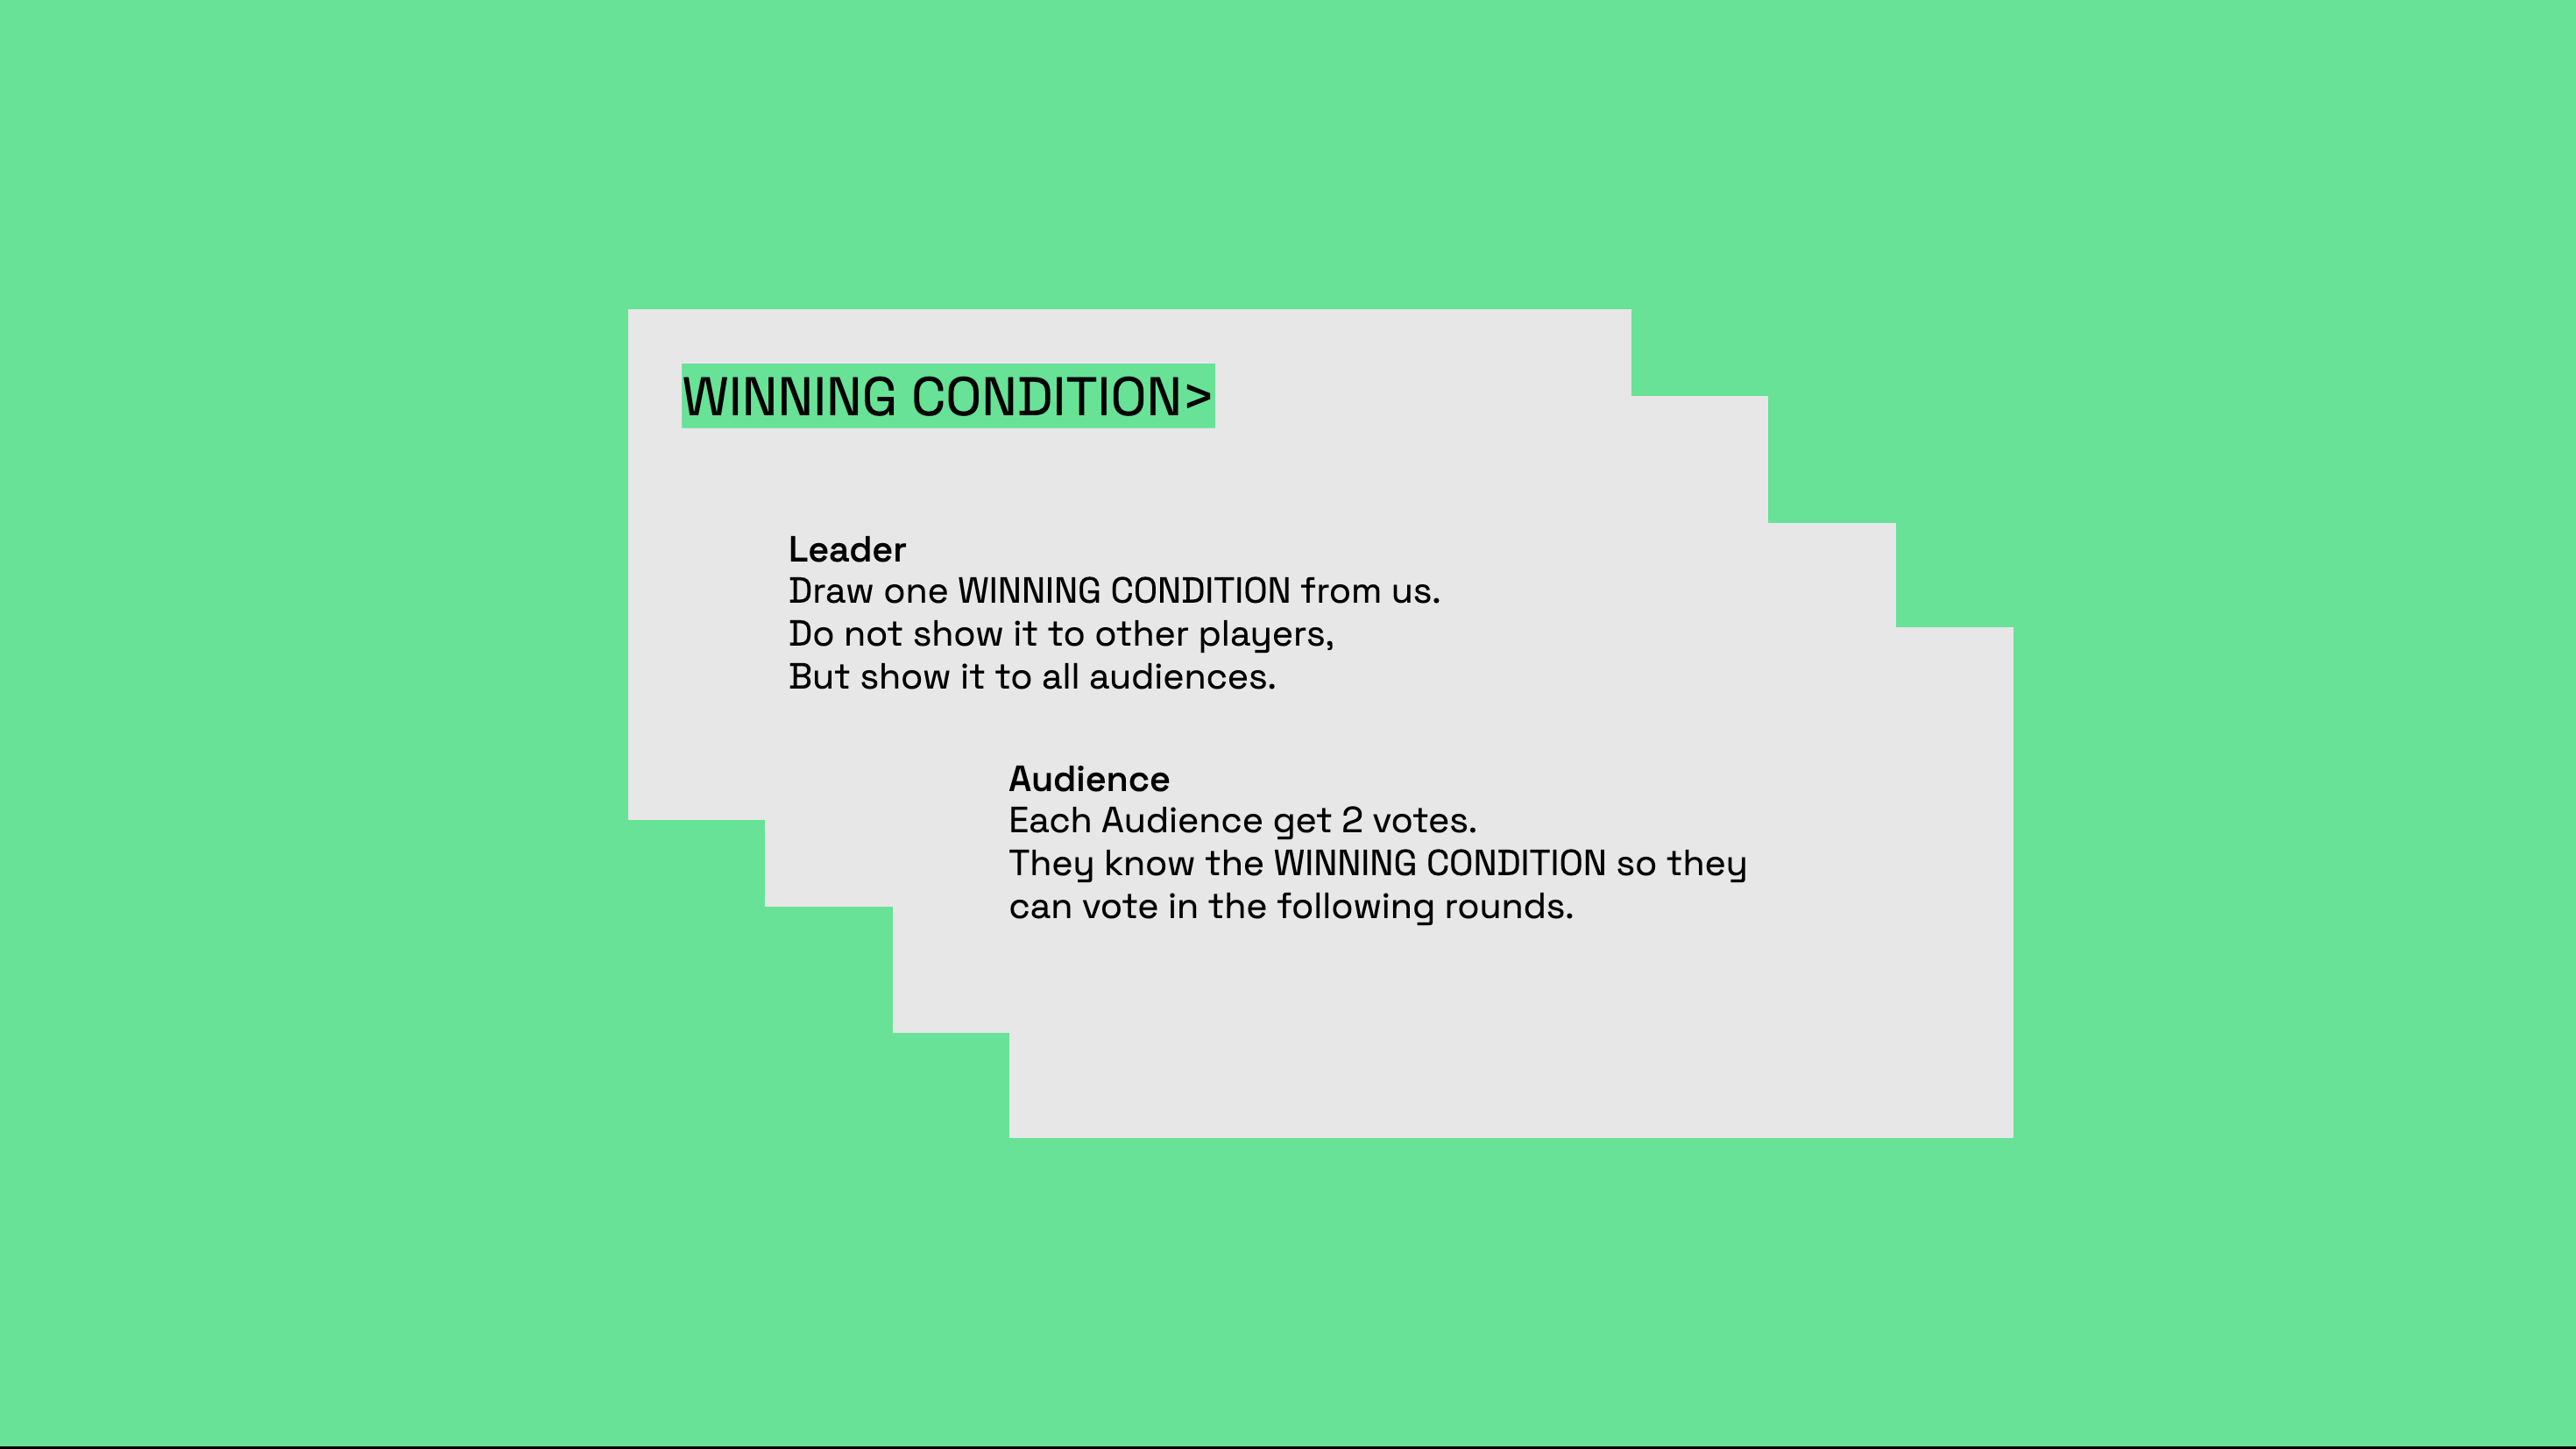 WINNING CONDITION>
Leader
Draw one WINNING CONDITION from us.
Do not show it to other players,
But show it to all audiences.
Audience
Each Audience get 2 votes.
They know the WINNING CONDITION so they
can vote in the following rounds.